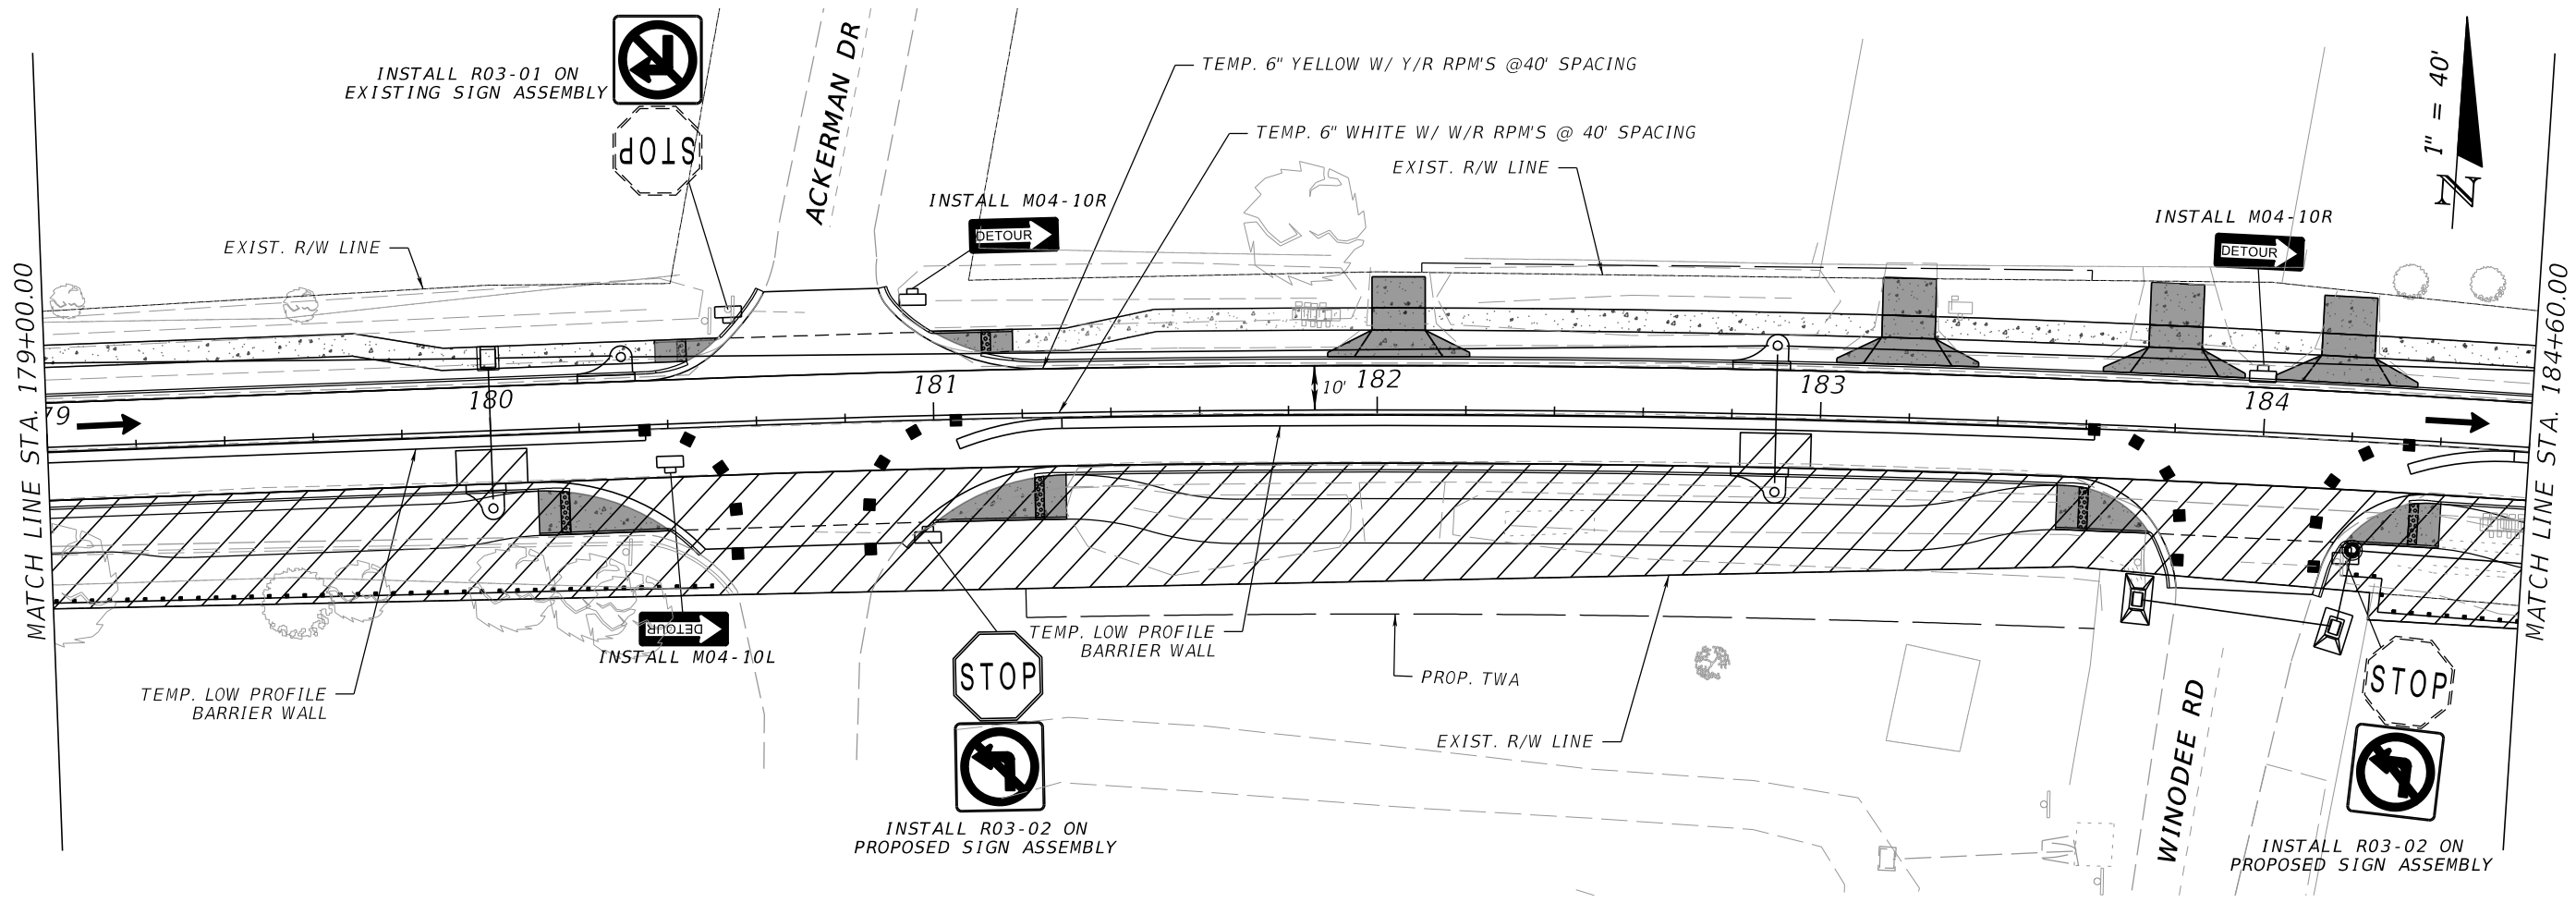 INSTALL R03-01 ON
EXISTING SIGN ASSEMBLY
STOP
ACKERMAN DR
TEMP. 6" YELLOW W/ Y/R RPM'S @40' SPACING
TEMP. 6" WHITE W/ W/R RPM'S @ 40' SPACING
EXIST. R/W LINE
INSTALL M04-10R
DETOUR
EXIST. R/W LINE
INSTALL M04-10R
DETOUR
1" = 40'
N
MATCH LINE STA. 179+00.00
79
180
181
182
183
184
10'
MATCH LINE STA. 184+60.00
DETOUR
INSTALL M04-10L
TEMP. LOW PROFILE
BARRIER WALL
TEMP. LOW PROFILE
BARRIER WALL
STOP
INSTALL R03-02 ON
PROPOSED SIGN ASSEMBLY
PROP. TWA
EXIST. R/W LINE
WINODEE RD
STOP
INSTALL R03-02 ON
PROPOSED SIGN ASSEMBLY